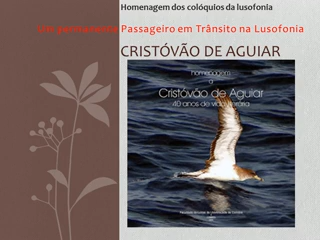 Homenagem dos colóquios da lusofonia
Um permanente Passageiro em Trânsito na Lusofonia
CRISTÓVÃO DE AGUIAR
homenagem
a
Cristóvão de Aguiar
40 anos de vida literária